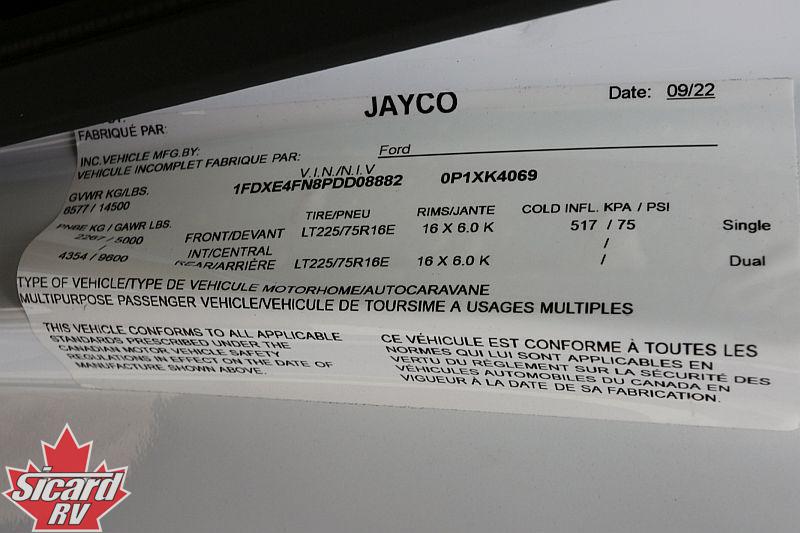 JAYCO
Date: 09/22
FABRIQUÉ PAR:
INC.VEHICLE MFG.BY:
VEHICULE INCOMPLET FABRIQUE PAR: Ford
V.I.N./N.I.V
GVWR KG/LBS. 1FDXE4FN8PDD08882 0P1XK4069
6577 / 14500
TIRE/PNEU RIMS/JANTE COLD INFL. KPA / PSI
PNBE KG / GAWR LBS.
2267 / 5000 FRONT/DEVANT LT225/75R16E 16 X 6.0 K 517 / 75 Single
/ INT/CENTRAL /
4354 / 9600 REAR/ARRIÈRE LT225/75R16E 16 X 6.0 K / Dual
TYPE OF VEHICLE/TYPE DE VEHICULE MOTORHOME/AUTOCARAVANE
MULTIPURPOSE PASSENGER VEHICLE/VEHICULE DE TOURSIME A USAGES MULTIPLES
THIS VEHICLE CONFORMS TO ALL APPLICABLE
STANDARDS PRESCRIBED UNDER THE
CANADIAN MOTOR VEHICLE SAFETY
REGULATIONS IN EFFECT ON THE DATE OF
MANUFACTURE SHOWN ABOVE.
CE VÉHICULE EST CONFORME À TOUTES LES
NORMES QUI LUI SONT APPLICABLES EN
VERTU DU RÈGLEMENT SUR LA SÉCURITÉ DES
VÉHICULES AUTOMOBILES DU CANADA EN
VIGUEUR À LA DATE DE SA FABRICATION.
Sicard
RV